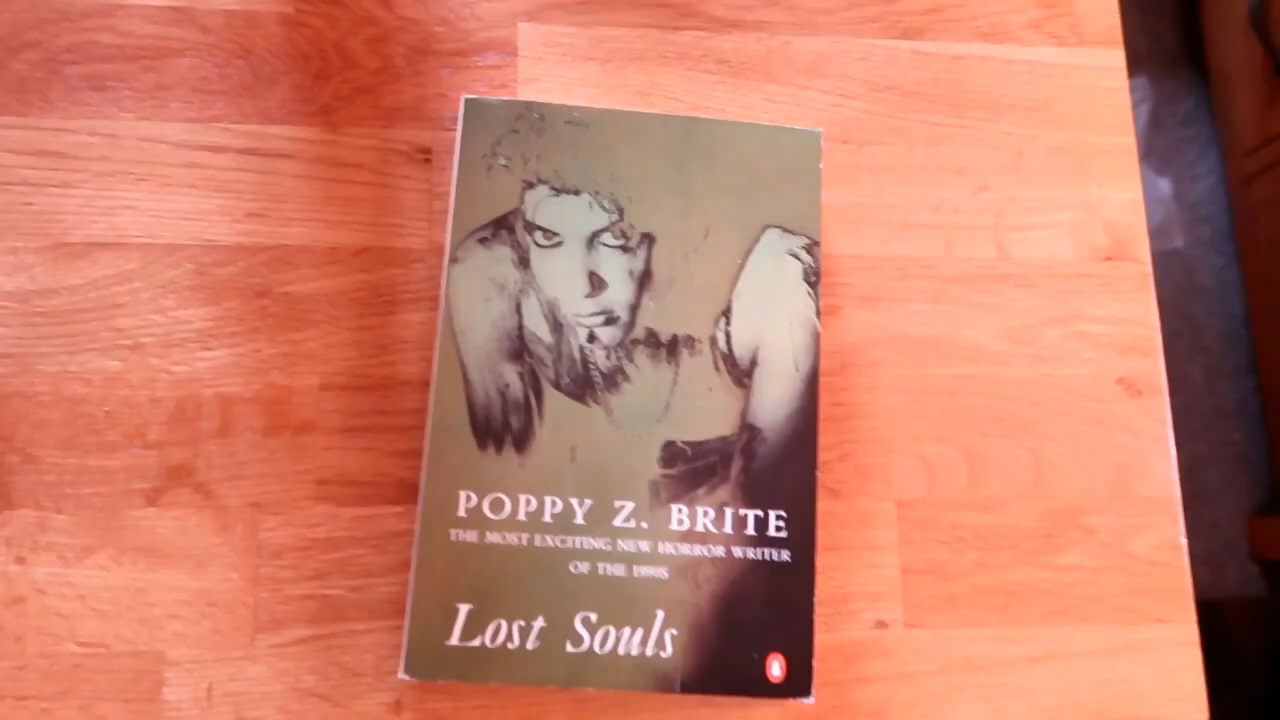 POPPY Z. BRITE
THE MOST EXCITING NEW HORROR WRITER
OF THE 1990S
Lost Souls